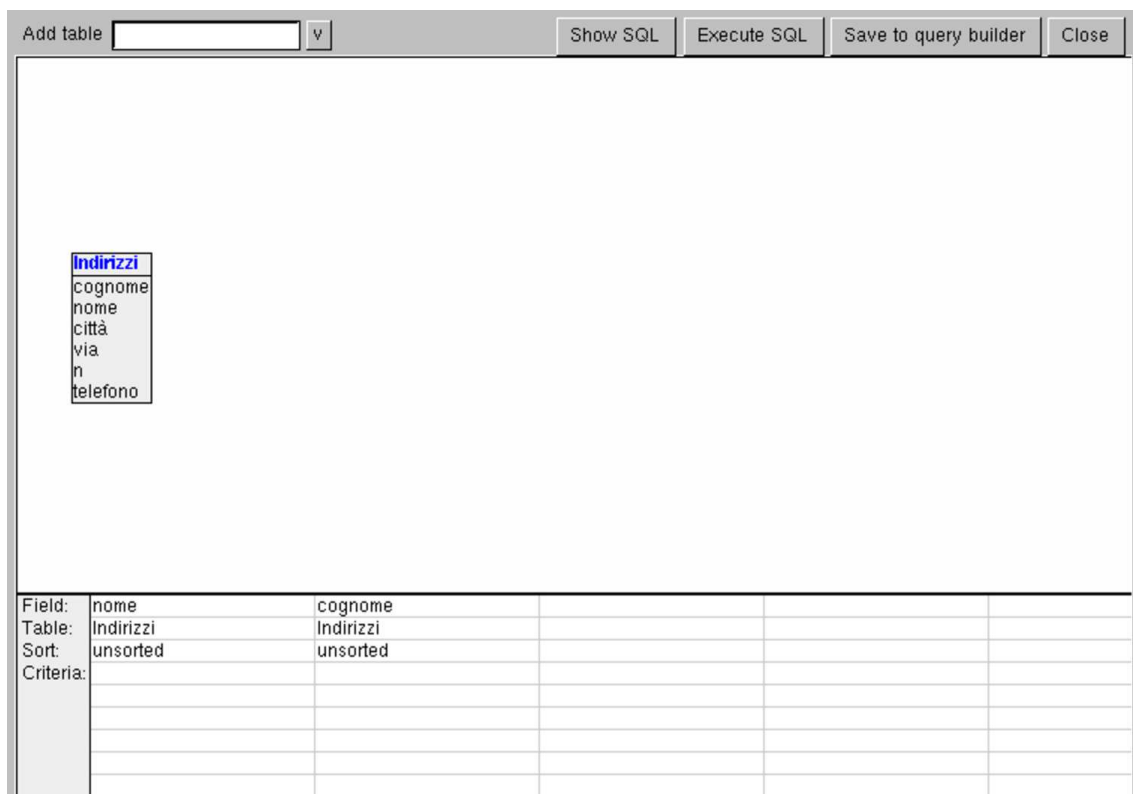 Add table v Show SQL Execute SQL Save to query builder Close
Indirizzi
cognome
nome
città
via
n
telefono
Field: nome cognome
Table: Indirizzi Indirizzi
Sort: unsorted unsorted
Criteria: